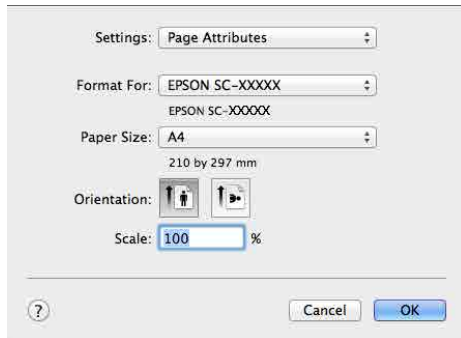 Settings: Page Attributes
Format For: EPSON SC-XXXXX
EPSON SC-XXXXX
Paper Size: A4
210 by 297 mm
Orientation:
Scale: 100 %
? Cancel OK